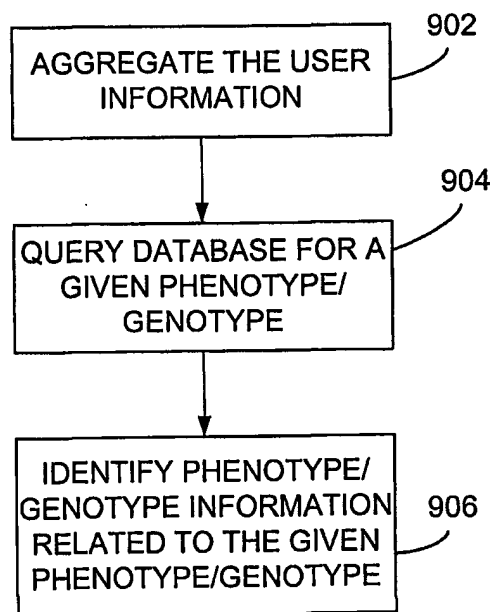 902
AGGREGATE THE USER
INFORMATION
904
QUERY DATABASE FOR A
GIVEN PHENOTYPE/
GENOTYPE
IDENTIFY PHENOTYPE/
GENOTYPE INFORMATION
906
RELATED TO THE GIVEN
PHENOTYPE/GENOTYPE